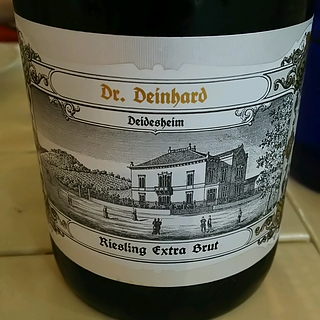 Dr. Deinhard
Deidesheim
Riesling Extra Brut